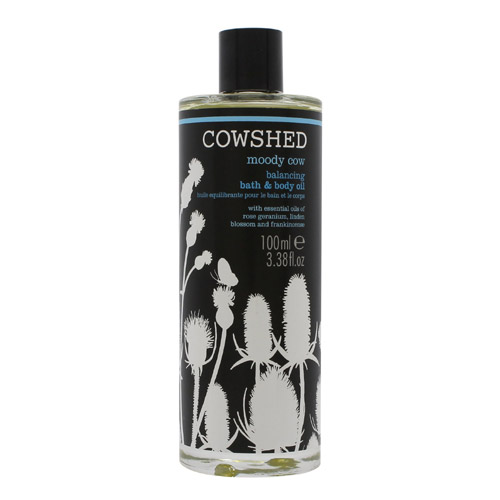 COWSHED
moody cow
balancing
bath & body oil
huile equilibrante pour le bain et le corps
with essential oils of
rose geranium, linden
blossom and frankincense
100ml e
3.38fl.oz